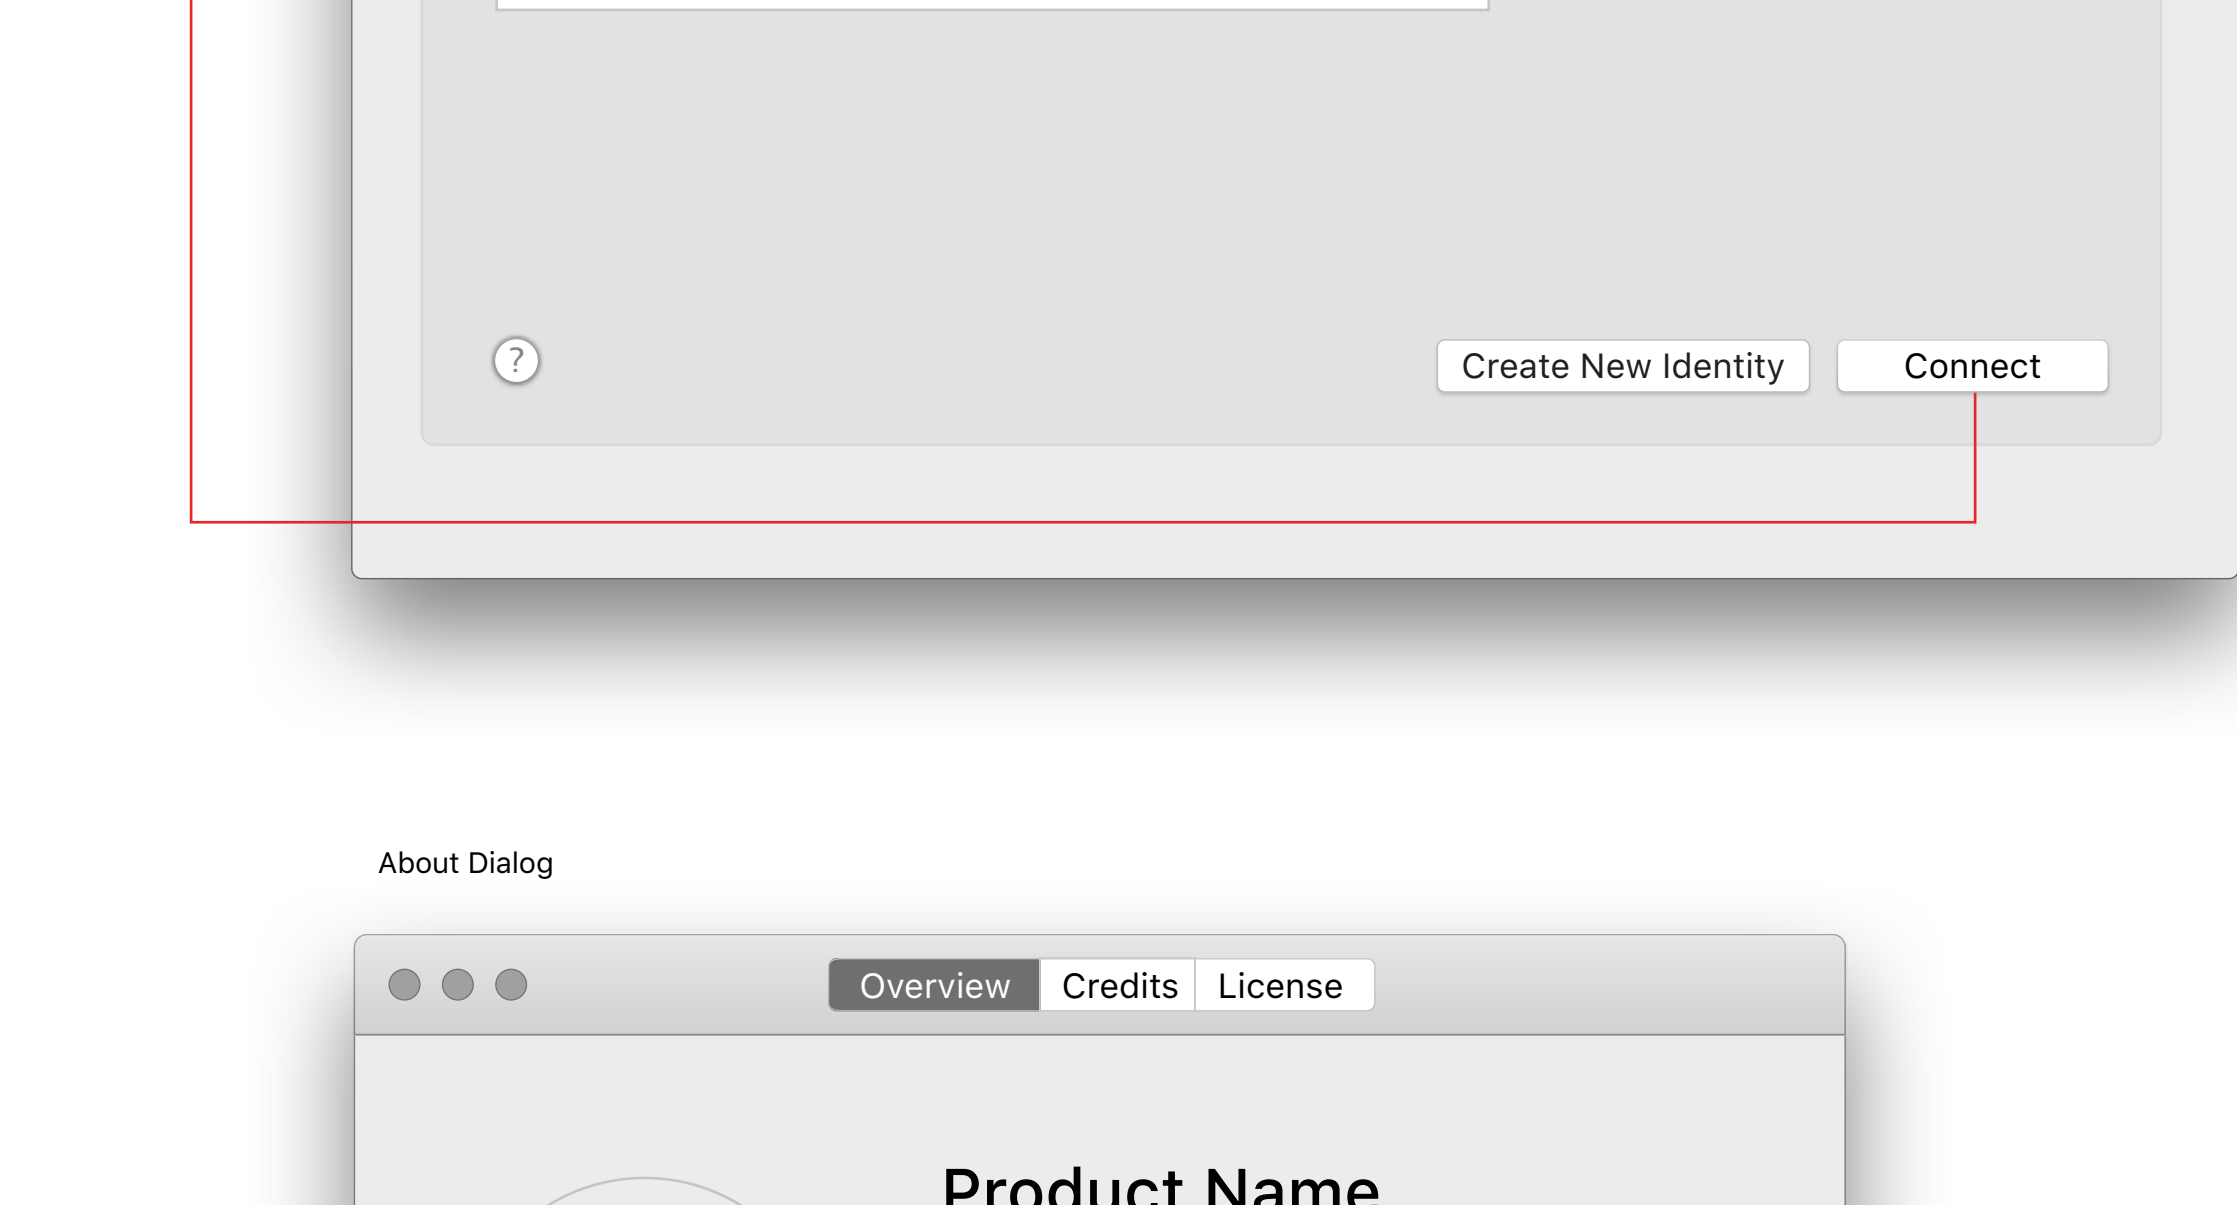 ?
Create New Identity
Connect
About Dialog
Overview
Credits
License
Product Name